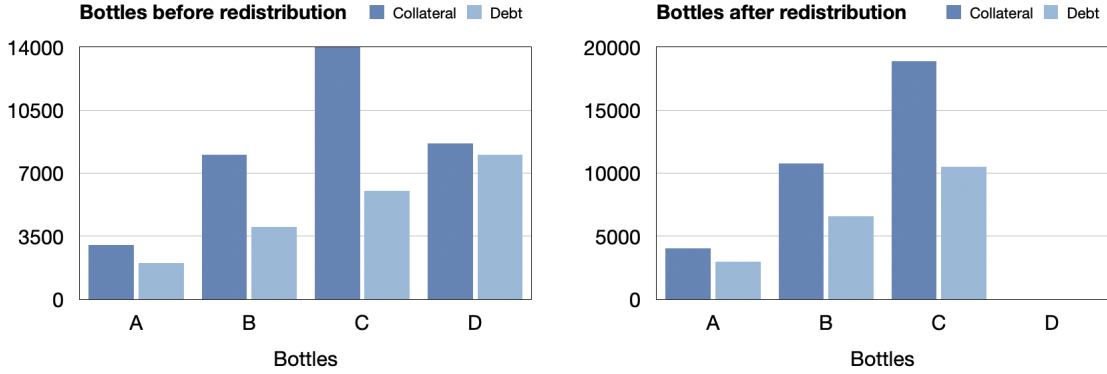 Bottles before redistribution
Collateral
Debt
14000
10500
7000
3500
0
A
B
C
D
Bottles
Bottles after redistribution
Collateral
Debt
20000
15000
10000
5000
0
A
B
C
D
Bottles